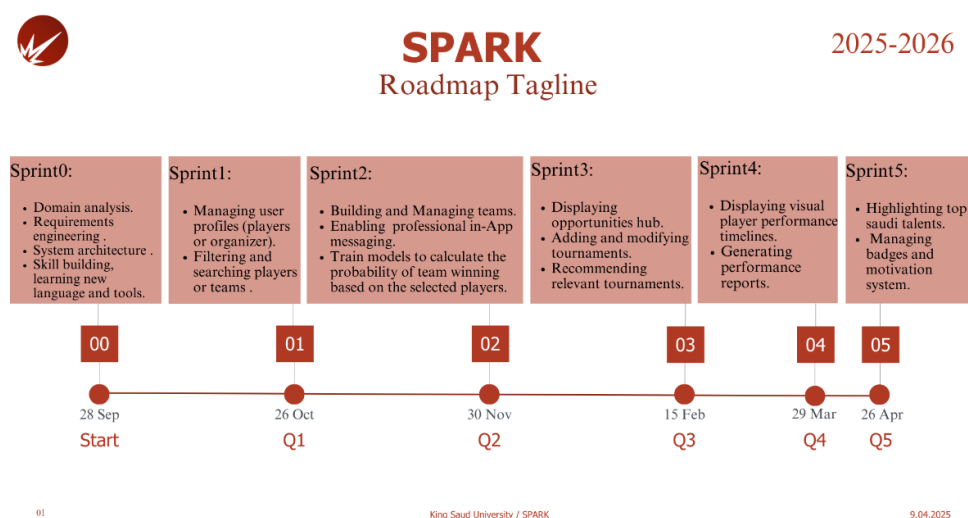 SPARK
2025-2026
Roadmap Tagline
Sprint0:
• Domain analysis.
• Requirements
engineering .
• System architecture .
• Skill building,
learning new
language and tools.
Sprint1:
• Managing user
profiles (players
or organizer).
• Filtering and
searching players
or teams .
Sprint2:
• Building and Managing teams.
• Enabling professional in-App
messaging.
• Train models to calculate the
probability of team winning
based on the selected players.
Sprint3:
• Displaying
opportunities hub.
• Adding and modifying
tournaments.
• Recommending
relevant tournaments.
Sprint4:
• Displaying visual
player performance
timelines.
• Generating
performance
reports.
Sprint5:
• Highlighting top
saudi talents.
• Managing
badges and
motivation
system.
00
01
02
03
04
05
28 Sep
26 Oct
30 Nov
15 Feb
29 Mar
26 Apr
Start
Q1
Q2
Q3
Q4
Q5
01
King Saud University / SPARK
9.04.2025